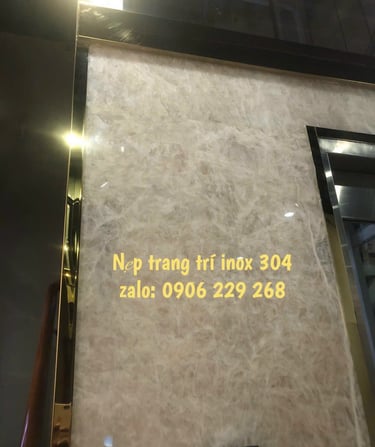 Nẹp trang trí inox 304
zalo: 0906 229 268